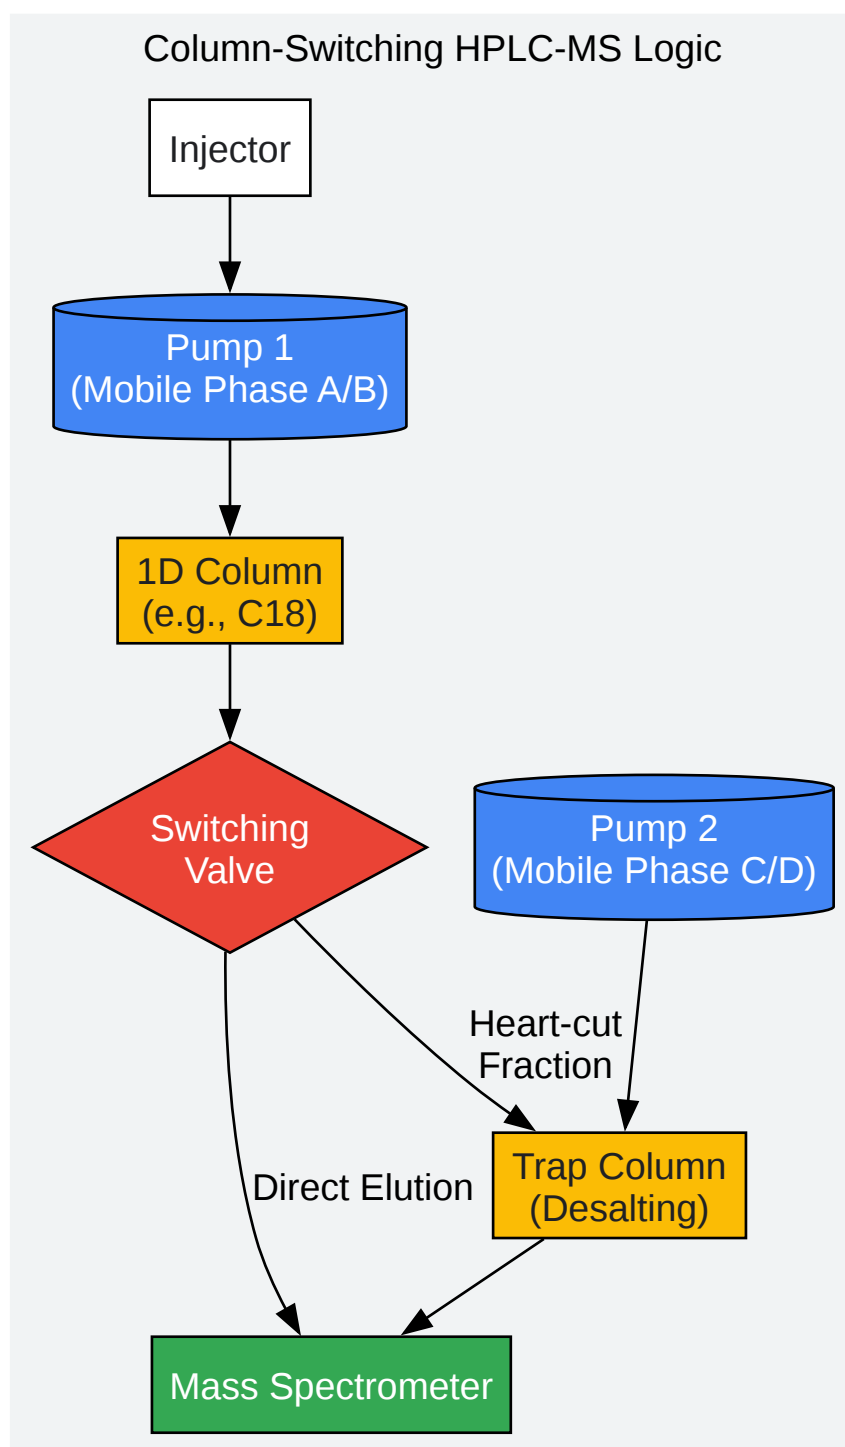 Column-Switching HPLC-MS Logic
Injector
Pump 1
(Mobile Phase A/B)
1D Column
(e.g., C18)
Switching
Valve
Pump 2
(Mobile Phase C/D)
Heart-cut
Fraction
Direct Elution
Trap Column
(Desalting)
Mass Spectrometer